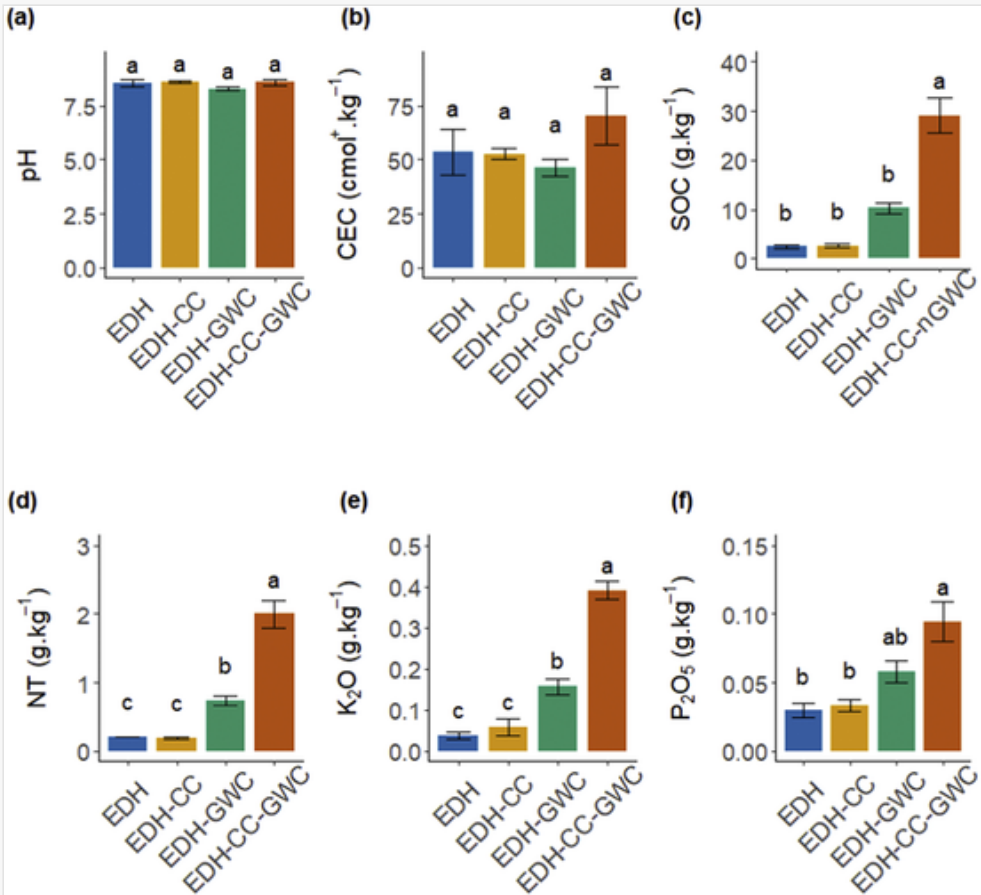 (a)
pH
7.5
5.0
2.5
0.0
a
a
a
a
EDH
EDH-CC
EDH-GWC
EDH-CC-GWC
(b)
CEC (cmol⁺.kg⁻¹)
75
50
25
0
a
a
a
a
EDH
EDH-CC
EDH-GWC
EDH-CC-GWC
(c)
SOC (g.kg⁻¹)
40
30
20
10
0
b
b
b
a
EDH
EDH-CC
EDH-GWC
EDH-CC-nGWC
(d)
NT (g.kg⁻¹)
3
2
1
0
c
c
b
a
EDH
EDH-CC
EDH-GWC
EDH-CC-GWC
(e)
K₂O (g.kg⁻¹)
0.5
0.4
0.3
0.2
0.1
0.0
c
c
b
a
EDH
EDH-CC
EDH-GWC
EDH-CC-GWC
(f)
P₂O₅ (g.kg⁻¹)
0.15
0.10
0.05
0.00
b
b
ab
a
EDH
EDH-CC
EDH-GWC
EDH-CC-GWC